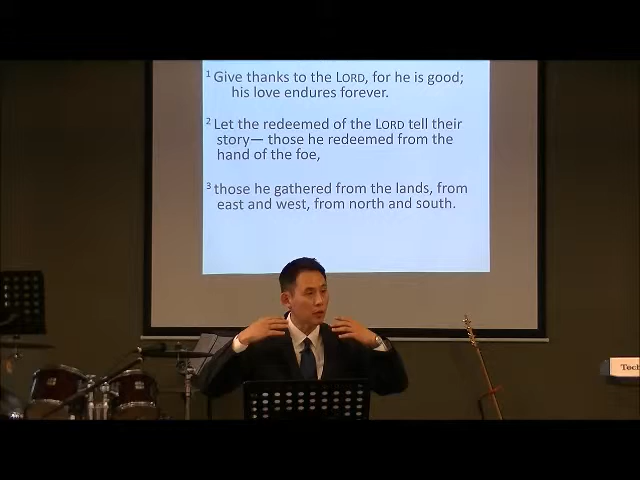 1 Give thanks to the LORD, for he is good;
his love endures forever.
2 Let the redeemed of the LORD tell their
story— those he redeemed from the
hand of the foe,
3 those he gathered from the lands, from
east and west, from north and south.
Tech